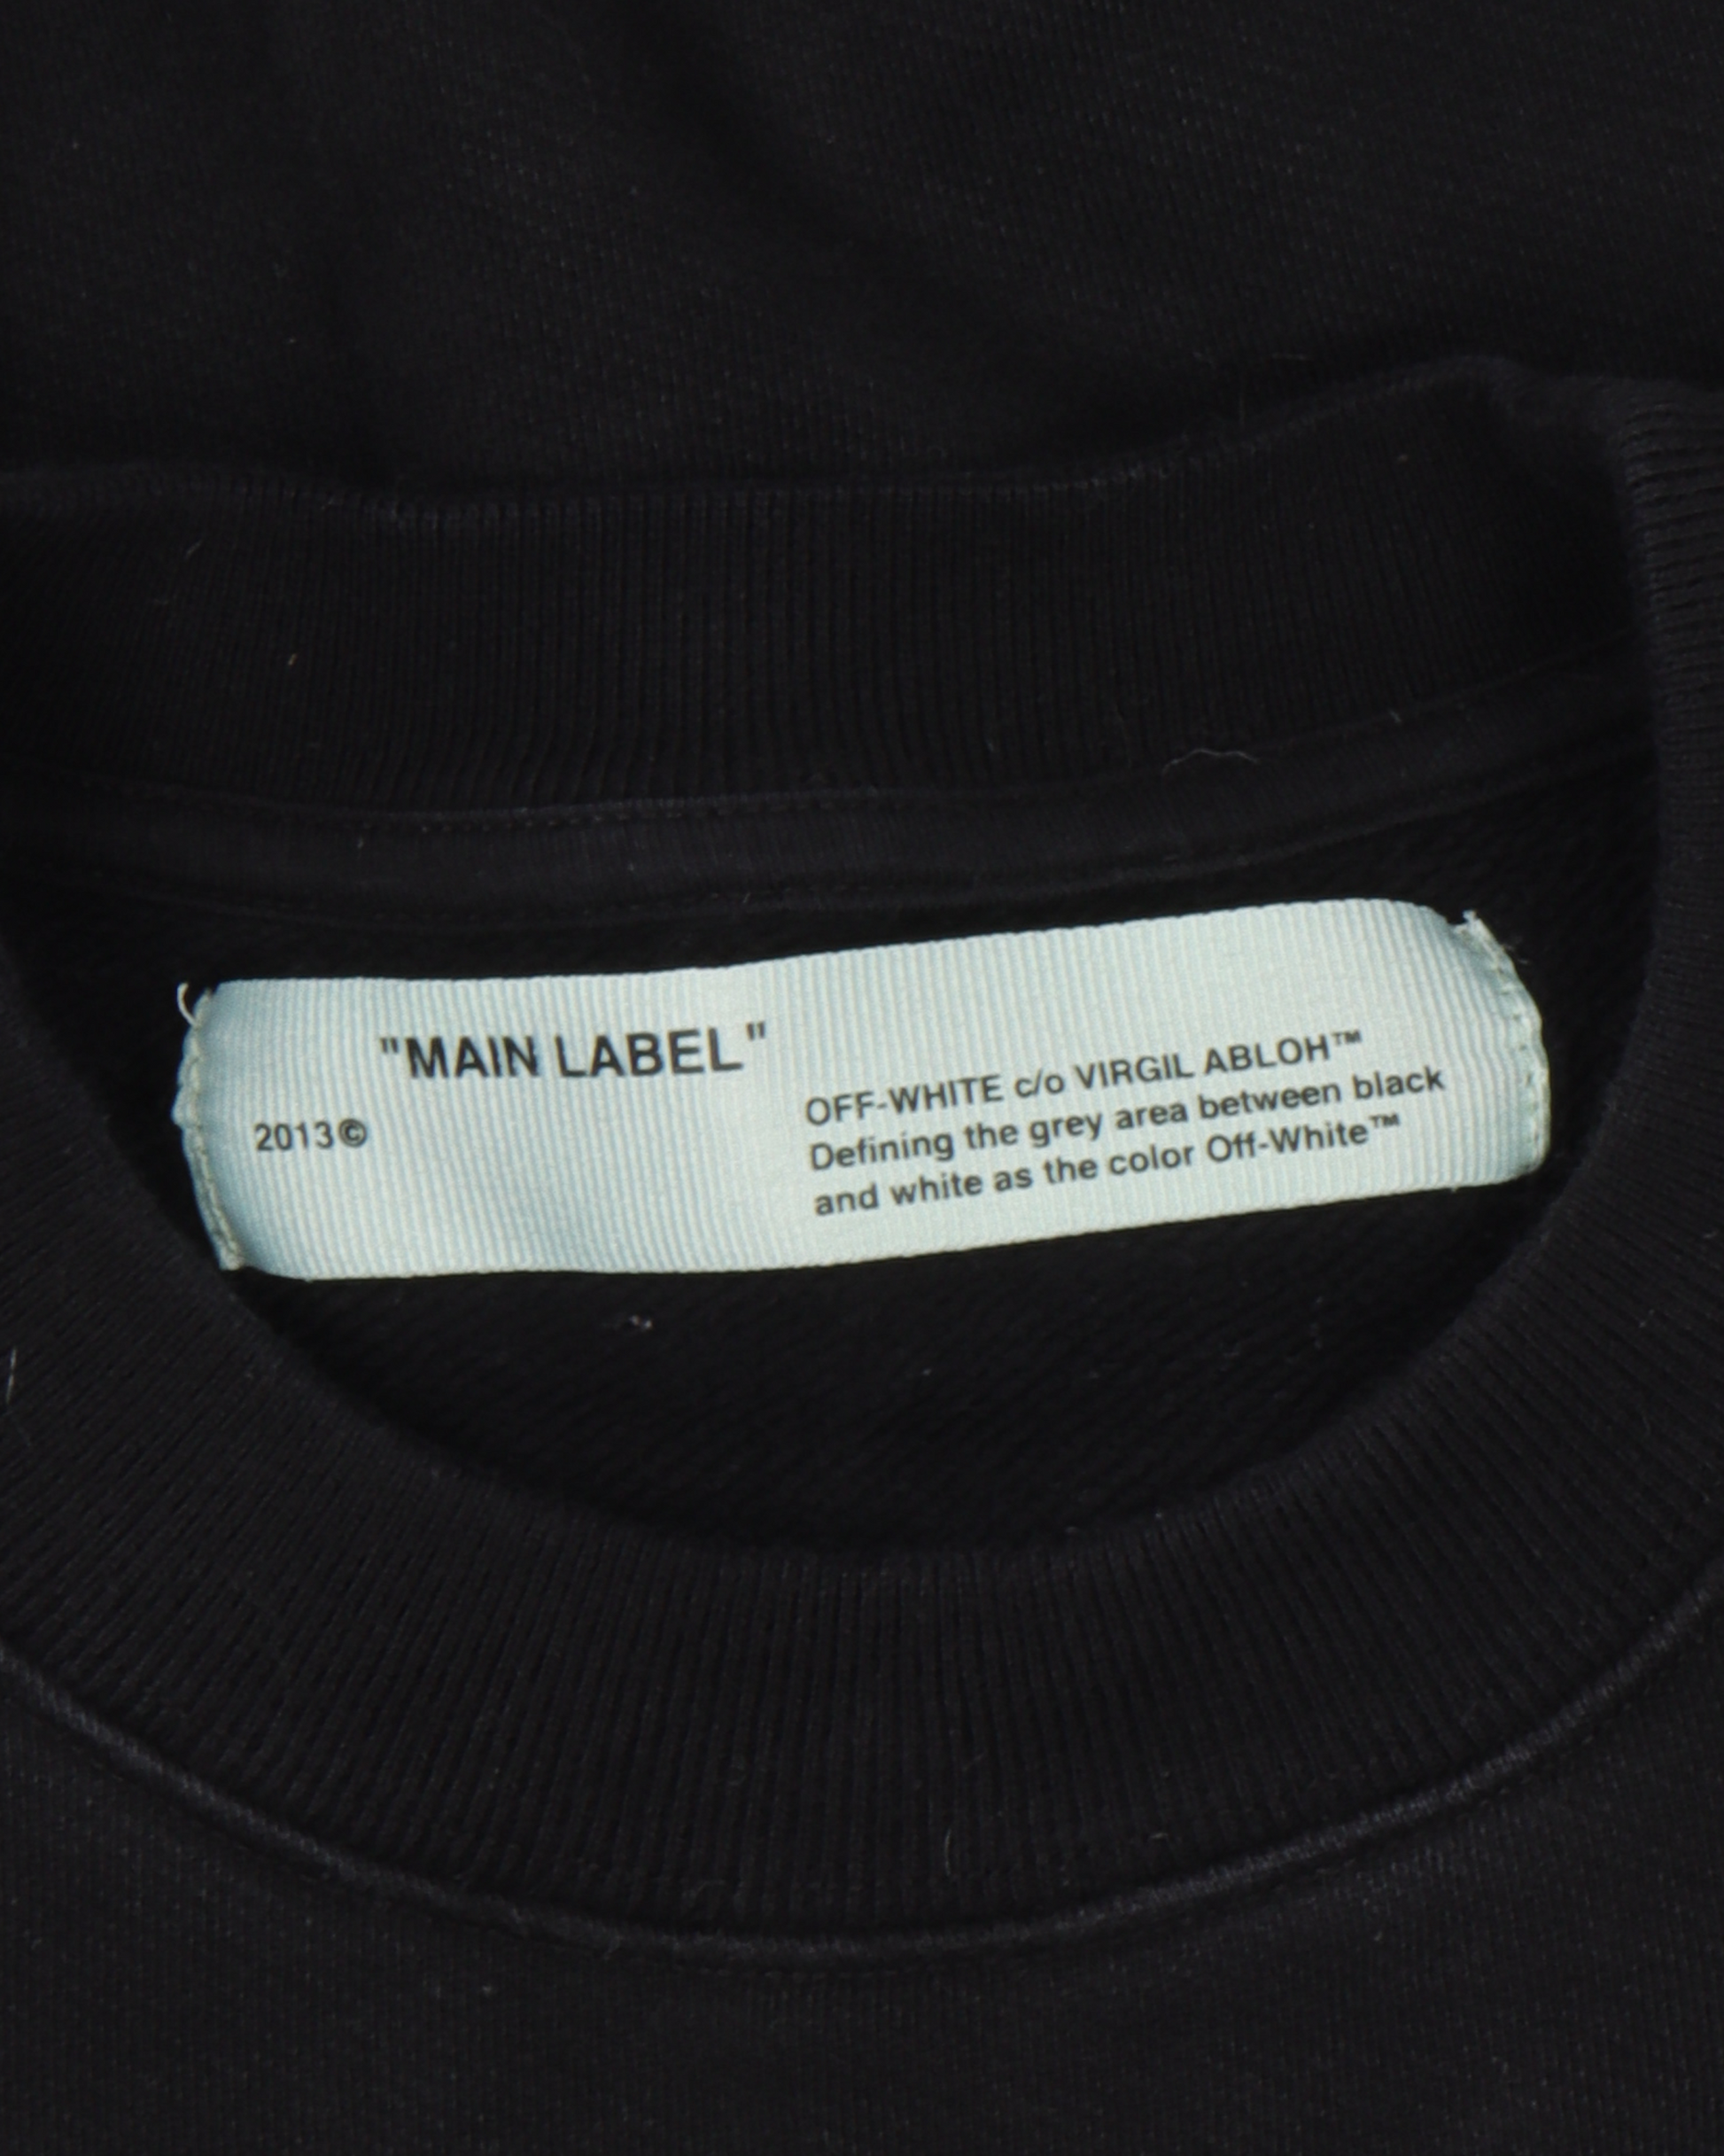 "MAIN LABEL"
2013©
OFF-WHITE c/o VIRGIL ABLOH™
Defining the grey area between black
and white as the color Off-White™